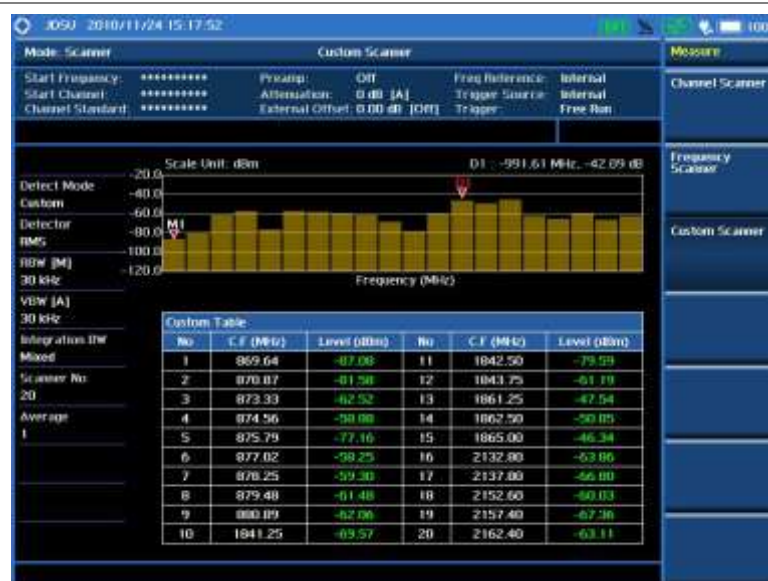 JDSU 2010/11/24 15:17:52
100
Mode: Scanner
Custom Scanner
Start Frequency: **********
Start Channel: **********
Channel Standard: **********
Preamp: Off
Attenuation: 0 dB [A]
External Offset: 0.00 dB [Off]
Freq Reference: Internal
Trigger Source: Internal
Trigger: Free Run
Measure
Channel Scanner
Frequency Scanner
Custom Scanner
Detect Mode
Custom
Detector
RMS
RBW [M]
30 kHz
VBW [A]
30 kHz
Integration BW
Mixed
Scanner No
20
Average
1
Scale Unit: dBm
D1 : -991.61 MHz, -42.09 dB
-20.0
-40.0
-60.0
-80.0
-100.0
-120.0
M1
D1
Frequency (MHz)
Custom Table
No C.F (MHz) Level (dBm) No C.F (MHz) Level (dBm)
1 869.64 -87.08 11 1842.50 -79.59
2 870.87 -81.58 12 1843.75 -61.19
3 873.33 -62.52 13 1861.25 -47.54
4 874.56 14 1862.50 -50.05
5 875.79 -77.16 15 1865.00 -46.34
6 877.02 16 2132.80 -63.86
7 878.25 -59.30 17 2137.80
8 879.48 -61.48 18 2152.60 -60.03
9 -62.06 19 2157.40 -67.36
10 1841.25 -69.57 20 2162.40 -63.11